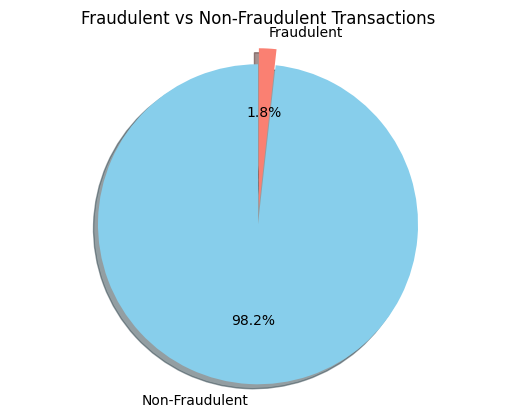 Fraudulent vs Non-Fraudulent Transactions
Fraudulent
1.8%
98.2%
Non-Fraudulent